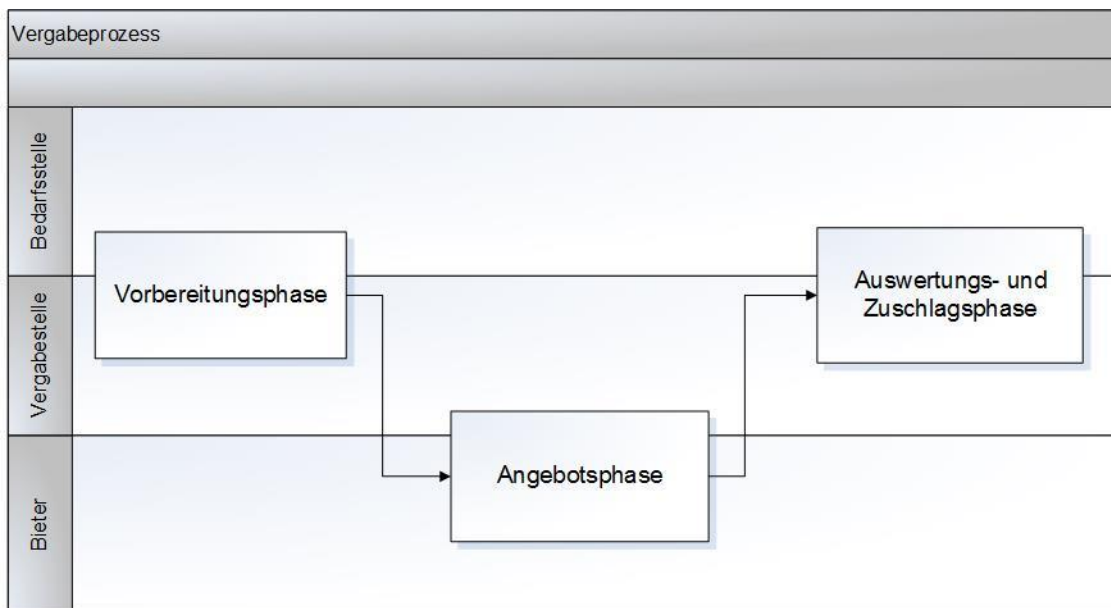 Vergabeprozess
Bedarfsstelle
Vorbereitungsphase
Auswertungs- und
Zuschlagsphase
Vergabestelle
Angebotsphase
Bieter